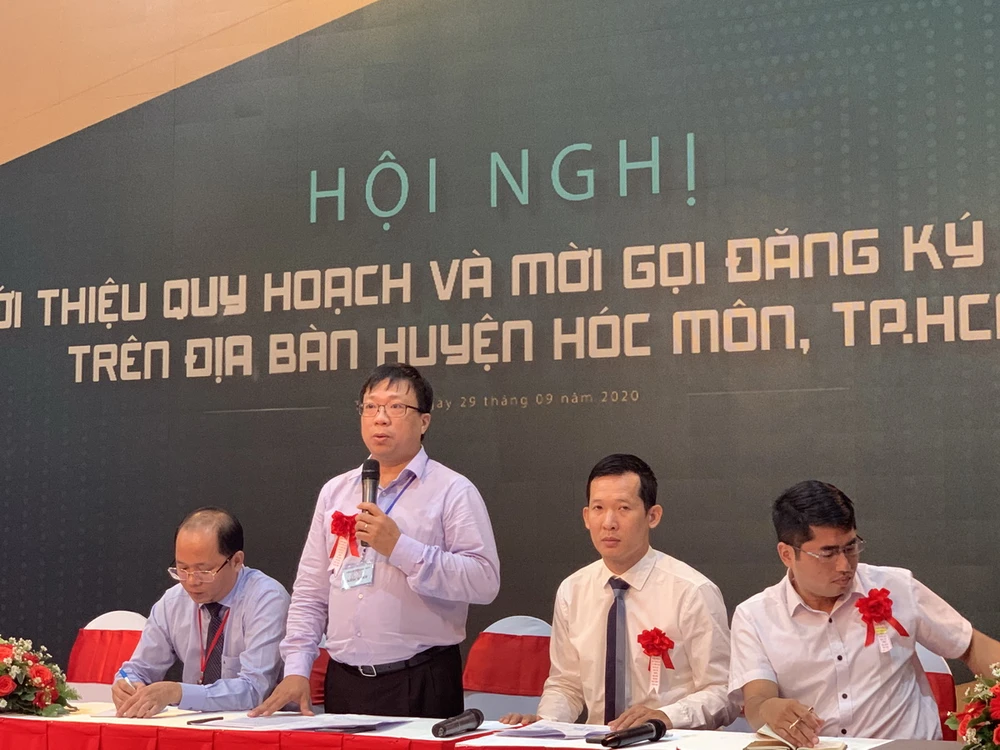 HỘI NGHỊ
ỚI THIỆU QUY HOẠCH VÀ MỜI GỌI ĐĂNG KÝ
TRÊN ĐỊA BÀN HUYỆN HÓC MÔN, TP.HC
ày 29 tháng 09 năm 2020